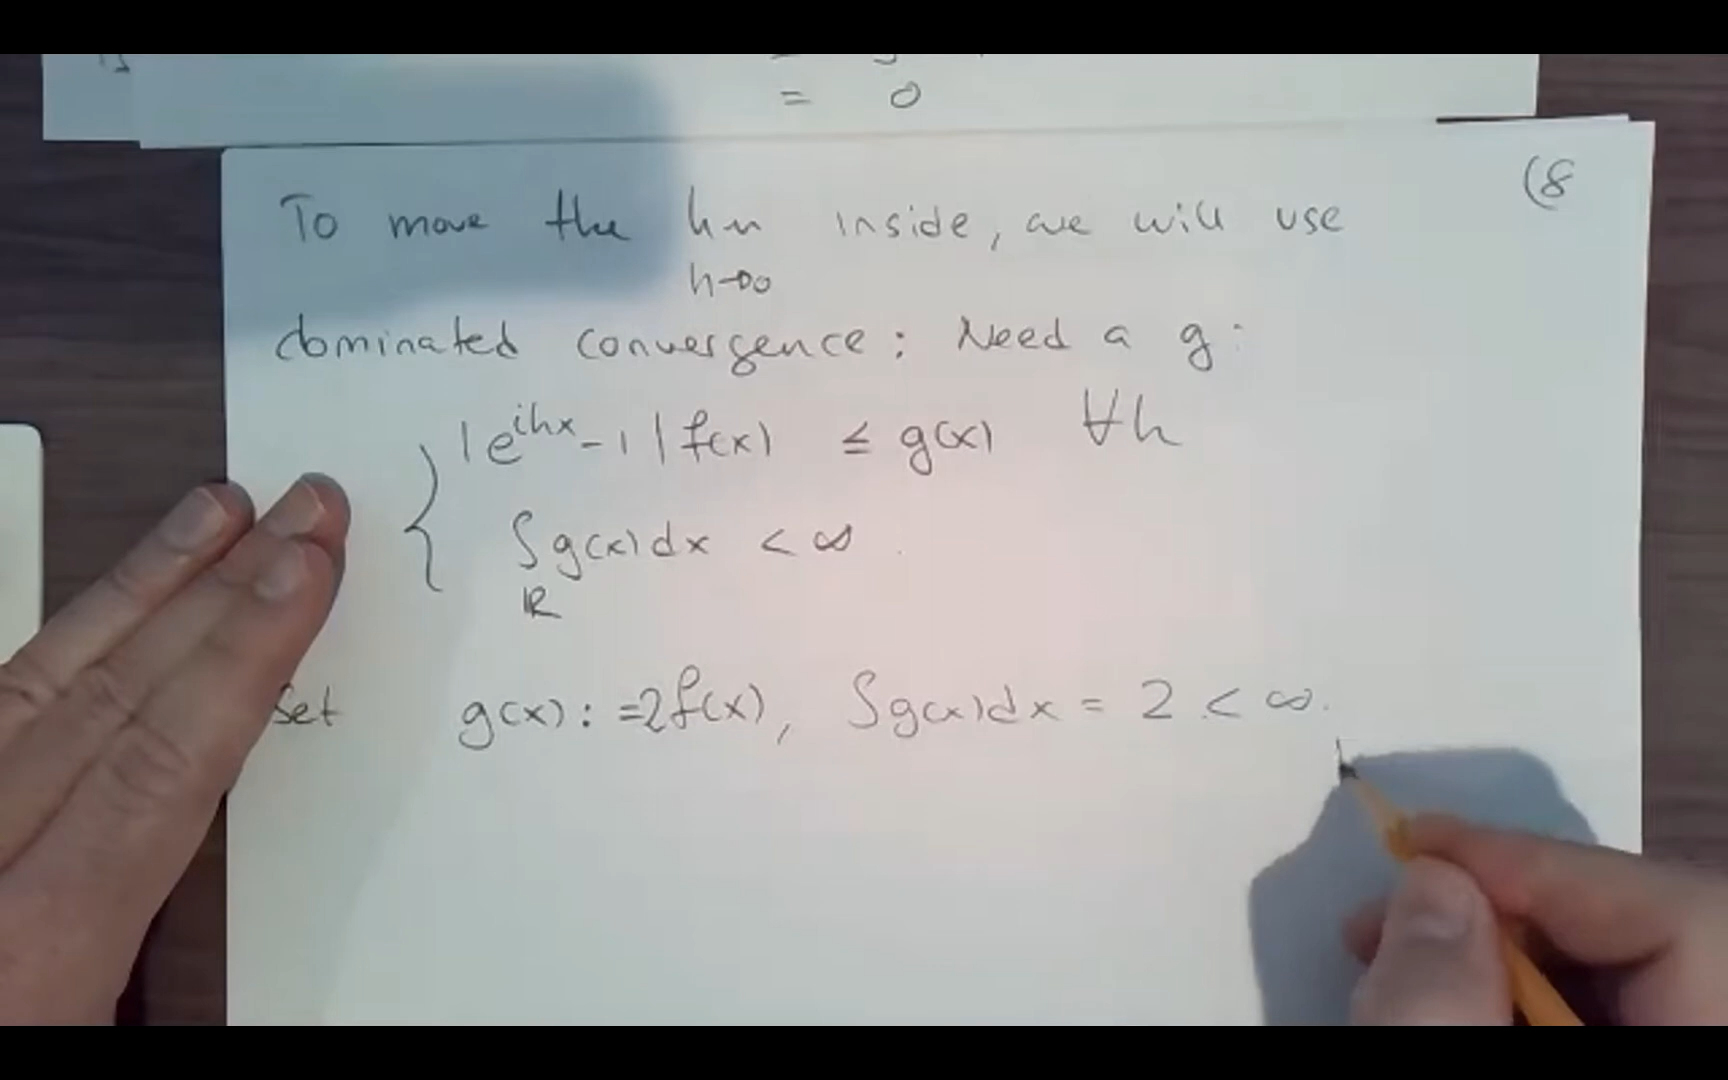 = 0
(8
To move the lim inside, we will use
h→0
dominated convergence: Need a g:
|e^{ihx}-1| f(x) ≤ g(x) ∀h
∫g(x)dx < ∞.
ℝ
Set g(x):=2f(x), ∫g(x)dx = 2 < ∞.